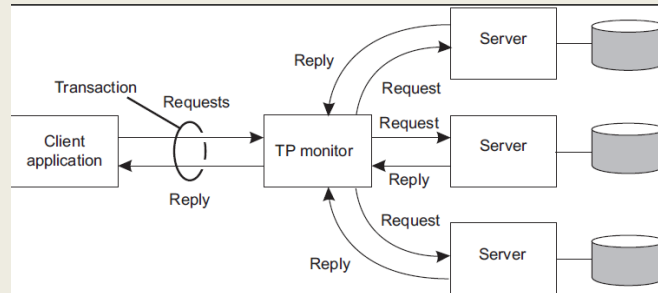 Server
Reply
Transaction
Requests
Request
Client
application
TP monitor
Request
Server
Reply
Reply
Request
Server
Reply